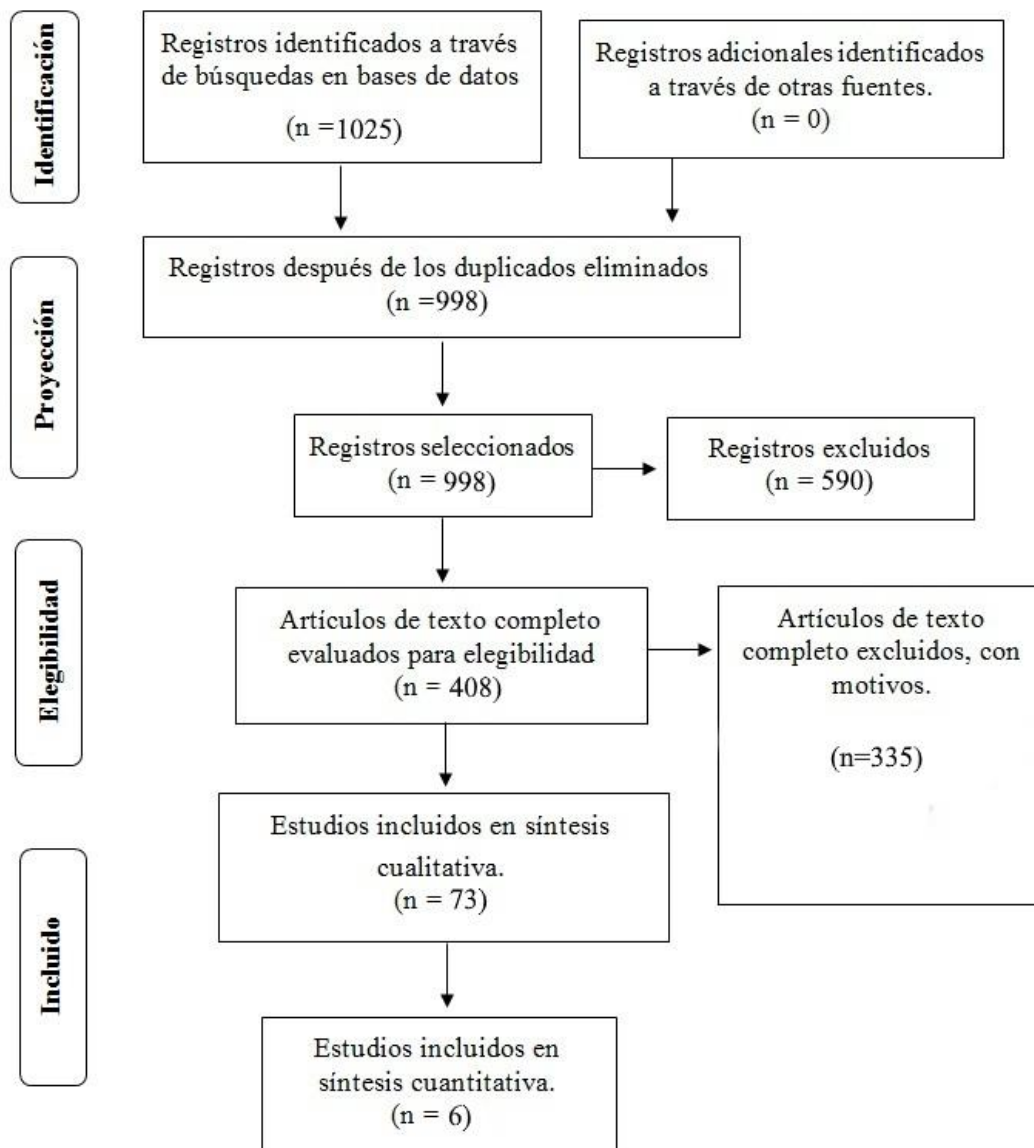 Identificación
Registros identificados a través
de búsquedas en bases de datos
(n =1025)
Registros adicionales identificados
a través de otras fuentes.
(n = 0)
Proyección
Registros después de los duplicados eliminados
(n =998)
Registros seleccionados
(n = 998)
Registros excluidos
(n = 590)
Elegibilidad
Artículos de texto completo
evaluados para elegibilidad
(n = 408)
Artículos de texto
completo excluidos, con
motivos.
(n=335)
Incluido
Estudios incluidos en síntesis
cualitativa.
(n = 73)
Estudios incluidos en
síntesis cuantitativa.
(n = 6)